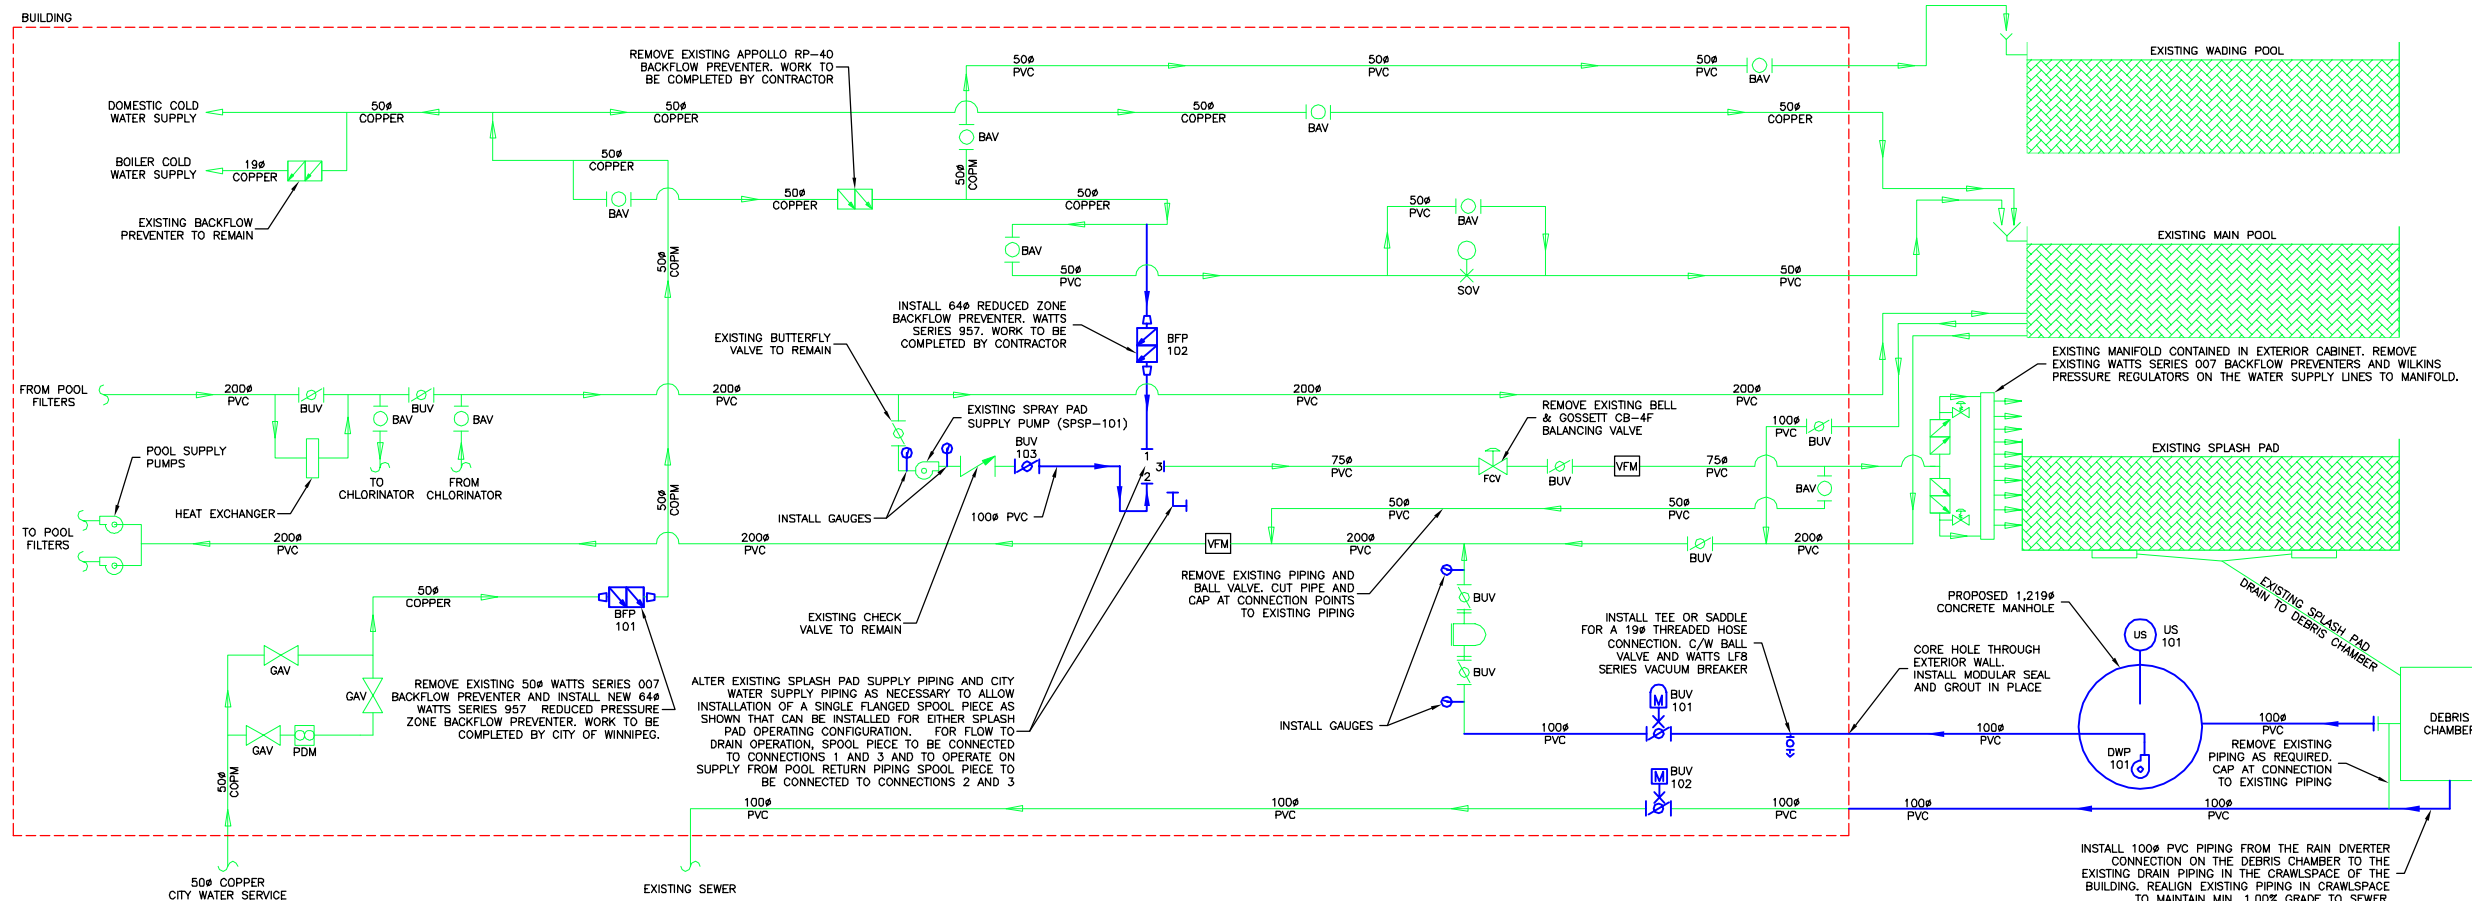 BUILDING
REMOVE EXISTING APPOLLO RP-40
BACKFLOW PREVENTER. WORK TO
BE COMPLETED BY CONTRACTOR
50ø
PVC
50ø
PVC
50ø
PVC
BAV
EXISTING WADING POOL
DOMESTIC COLD
WATER SUPPLY
50ø
COPPER
50ø
COPPER
BAV
50ø
COPPER
BAV
50ø
COPPER
BOILER COLD
WATER SUPPLY
19ø
COPPER
50ø
COPPER
50ø
COPM
EXISTING BACKFLOW
PREVENTER TO REMAIN
BAV
50ø
COPPER
50ø
COPPER
50ø
PVC
BAV
BAV
50ø
COPM
50ø
PVC
SOV
50ø
PVC
EXISTING MAIN POOL
INSTALL 64ø REDUCED ZONE
BACKFLOW PREVENTER. WATTS
SERIES 957. WORK TO BE
COMPLETED BY CONTRACTOR
BFP
102
EXISTING BUTTERFLY
VALVE TO REMAIN
EXISTING MANIFOLD CONTAINED IN EXTERIOR CABINET. REMOVE
EXISTING WATTS SERIES 007 BACKFLOW PREVENTERS AND WILKINS
PRESSURE REGULATORS ON THE WATER SUPPLY LINES TO MANIFOLD.
FROM POOL
FILTERS
200ø
PVC
BUV
BAV
BUV
BAV
200ø
PVC
200ø
PVC
200ø
PVC
EXISTING SPRAY PAD
SUPPLY PUMP (SPSP-101)
REMOVE EXISTING BELL
& GOSSETT CB-4F
BALANCING VALVE
100ø
PVC
BUV
POOL SUPPLY
PUMPS
BUV
103
1
3
2
75ø
PVC
FCV
BUV
VFM
75ø
PVC
EXISTING SPLASH PAD
TO
CHLORINATOR
FROM
CHLORINATOR
BAV
HEAT EXCHANGER
INSTALL GAUGES
100ø PVC
50ø
COPM
50ø
PVC
50ø
PVC
TO POOL
FILTERS
200ø
PVC
200ø
PVC
VFM
200ø
PVC
BUV
200ø
PVC
REMOVE EXISTING PIPING AND
BALL VALVE. CUT PIPE AND
CAP AT CONNECTION POINTS
TO EXISTING PIPING
BUV
EXISTING SPLASH PAD
DRAIN TO DEBRIS CHAMBER
50ø
COPPER
BFP
101
EXISTING CHECK
VALVE TO REMAIN
INSTALL TEE OR SADDLE
FOR A 19ø THREADED HOSE
CONNECTION. C/W BALL
VALVE AND WATTS LF8
SERIES VACUUM BREAKER
PROPOSED 1,219ø
CONCRETE MANHOLE
US
US
101
CORE HOLE THROUGH
EXTERIOR WALL.
INSTALL MODULAR SEAL
AND GROUT IN PLACE
GAV
GAV
BUV
REMOVE EXISTING 50ø WATTS SERIES 007
BACKFLOW PREVENTER AND INSTALL NEW 64ø
WATTS SERIES 957 REDUCED PRESSURE
ZONE BACKFLOW PREVENTER. WORK TO BE
COMPLETED BY CITY OF WINNIPEG.
ALTER EXISTING SPLASH PAD SUPPLY PIPING AND CITY
WATER SUPPLY PIPING AS NECESSARY TO ALLOW
INSTALLATION OF A SINGLE FLANGED SPOOL PIECE AS
SHOWN THAT CAN BE INSTALLED FOR EITHER SPLASH
PAD OPERATING CONFIGURATION. FOR FLOW TO
DRAIN OPERATION, SPOOL PIECE TO BE CONNECTED
TO CONNECTIONS 1 AND 3 AND TO OPERATE ON
SUPPLY FROM POOL RETURN PIPING SPOOL PIECE TO
BE CONNECTED TO CONNECTIONS 2 AND 3
INSTALL GAUGES
M
BUV
101
100ø
PVC
100ø
PVC
100ø
PVC
DEBRIS
CHAMBER
GAV
PDM
50ø
COPM
DWP
101
REMOVE EXISTING
PIPING AS REQUIRED.
CAP AT CONNECTION
TO EXISTING PIPING
M
BUV
102
100ø
PVC
100ø
PVC
100ø
PVC
100ø
PVC
100ø
PVC
50ø COPPER
CITY WATER SERVICE
EXISTING SEWER
INSTALL 100ø PVC PIPING FROM THE RAIN DIVERTER
CONNECTION ON THE DEBRIS CHAMBER TO THE
EXISTING DRAIN PIPING IN THE CRAWLSPACE OF THE
BUILDING. REALIGN EXISTING PIPING IN CRAWLSPACE
TO MAINTAIN MIN. 1.00% GRADE TO SEWER